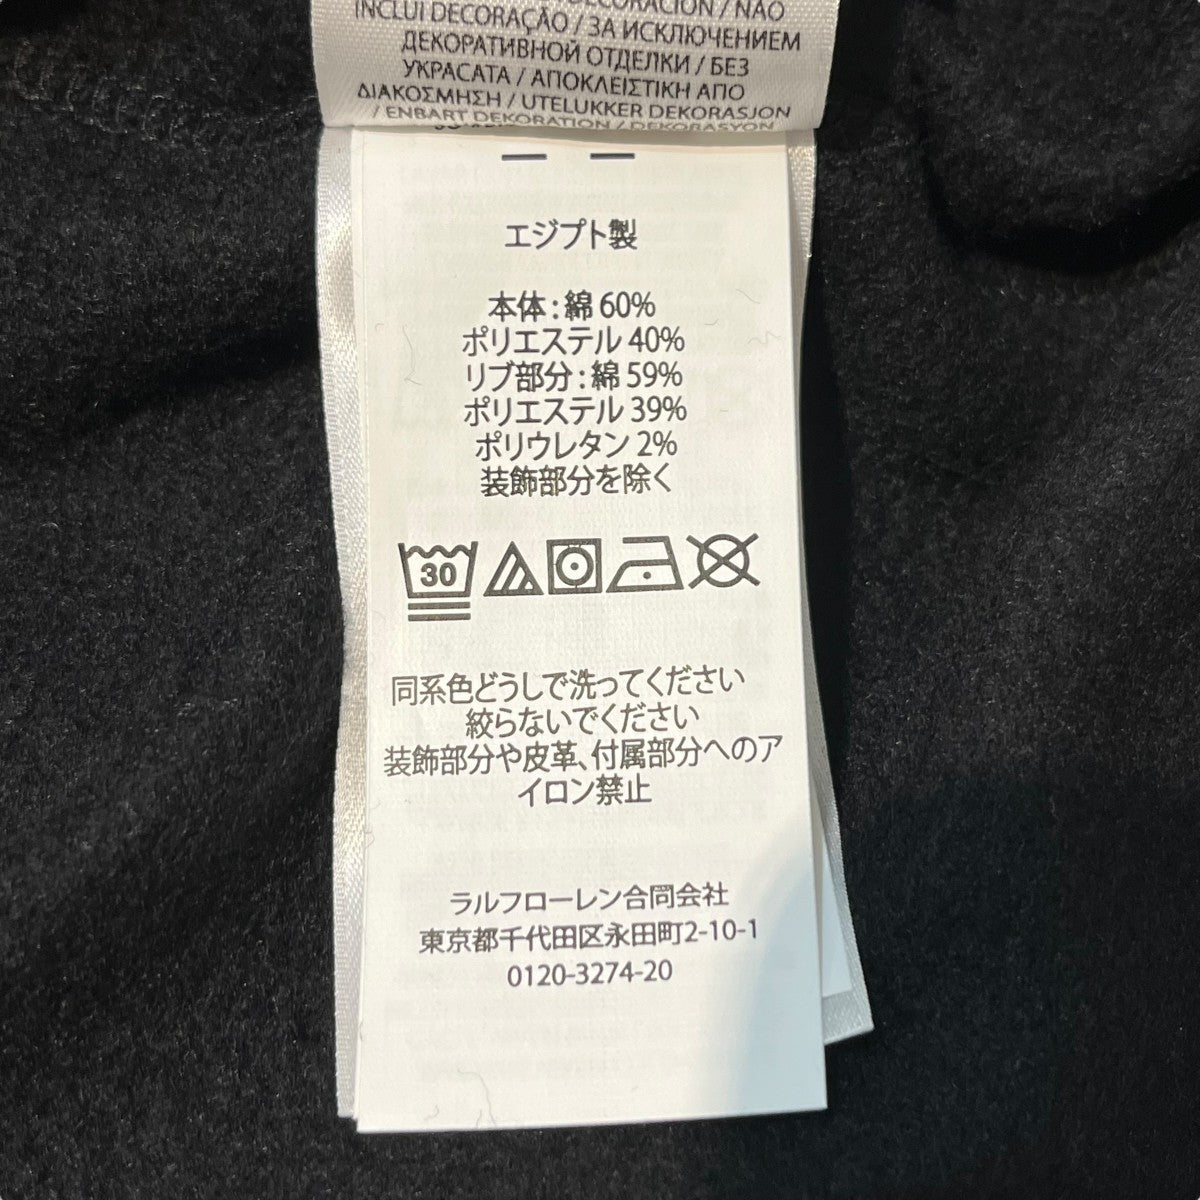 DECORACIÓN / NÃO
INCLUI DECORAÇÃO / ЗА ИСКЛЮЧЕНИЕМ
ДЕКОРАТИВНОЙ ОТДЕЛКИ / БЕЗ
УКРАСАТА / ΑΠΟΚΛΕΙΣΤΙΚΗ ΑΠΟ
ΔΙΑΚΟΣΜΗΣΗ / UTELUKKER DEKORASJON
/ ENBART DEKORATION / DEKORASYON
エジプト製
本体 : 綿 60%
ポリエステル 40%
リブ部分 : 綿 59%
ポリエステル 39%
ポリウレタン 2%
装飾部分を除く
30
同系色どうしで洗ってください
絞らないでください
装飾部分や皮革、付属部分へのア
イロン禁止
ラルフローレン合同会社
東京都千代田区永田町2-10-1
0120-3274-20